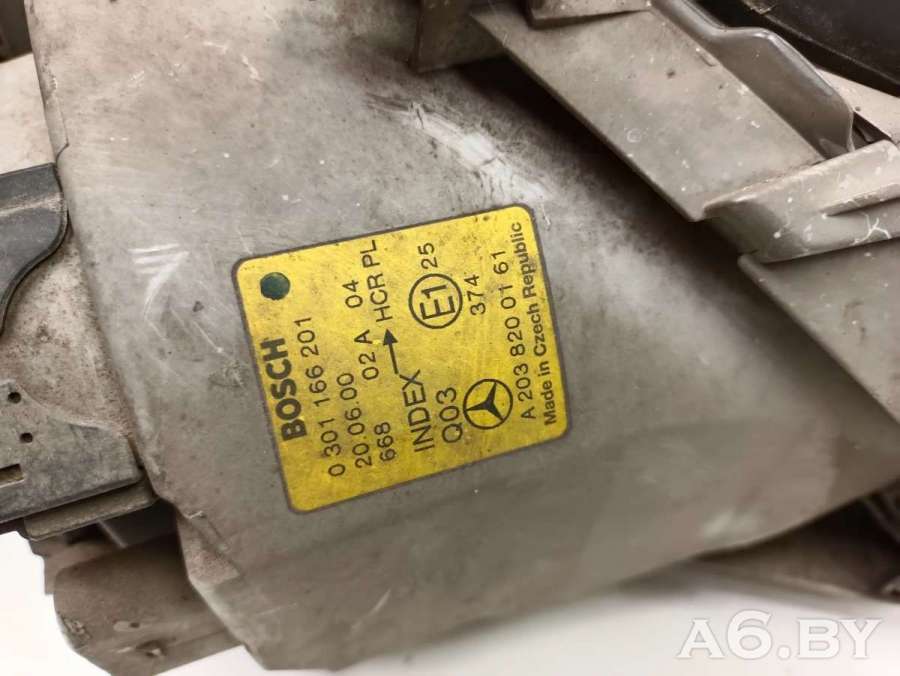 BOSCH
0 301 166 201
20.06.00 02 A 04
668 → HCR PL
INDEX
Q03
E1 25
374
A 203 820 01 61
Made in Czech Republic
A6.BY